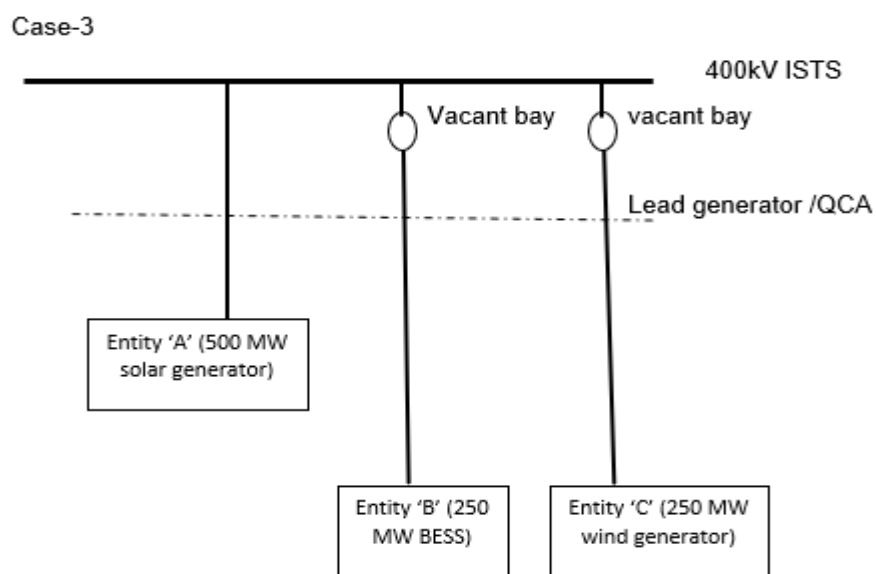 Case-3
400kV ISTS
Vacant bay
vacant bay
Lead generator /QCA
Entity ‘A’ (500 MW
solar generator)
Entity ‘B’ (250
MW BESS)
Entity ‘C’ (250 MW
wind generator)